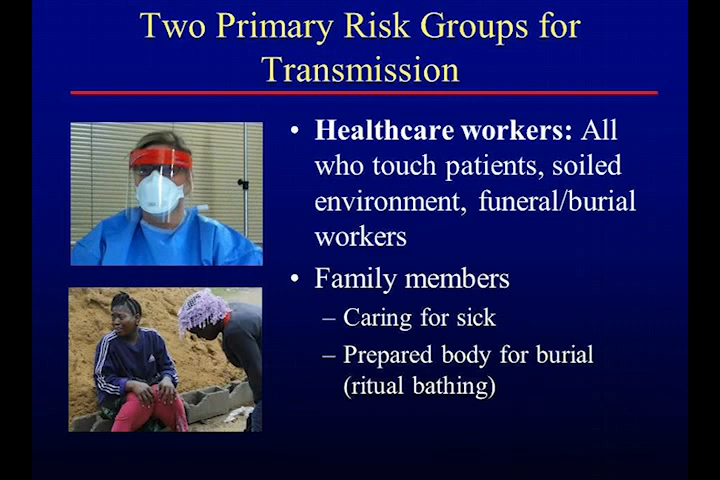 Two Primary Risk Groups for
Transmission
• Healthcare workers: All
who touch patients, soiled
environment, funeral/burial
workers
• Family members
– Caring for sick
– Prepared body for burial
(ritual bathing)